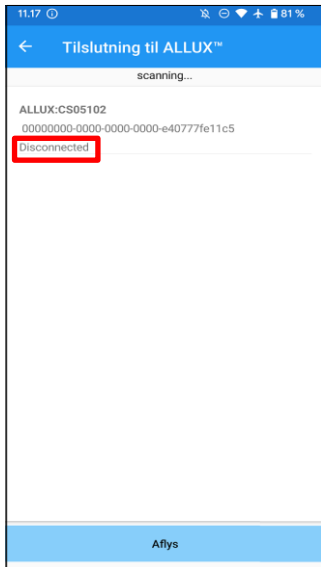 11.17 81 %
Tilslutning til ALLUX™
scanning...
ALLUX:CS05102
00000000-0000-0000-0000-e40777fe11c5
Disconnected
Aflys